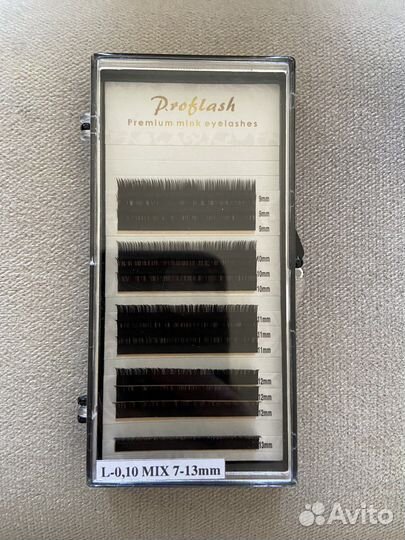 Proflash
Premium mink eyelashes
9mm
9mm
9mm
10mm
10mm
10mm
11mm
11mm
11mm
12mm
12mm
12mm
13mm
L-0,10 MIX 7-13mm
Avito